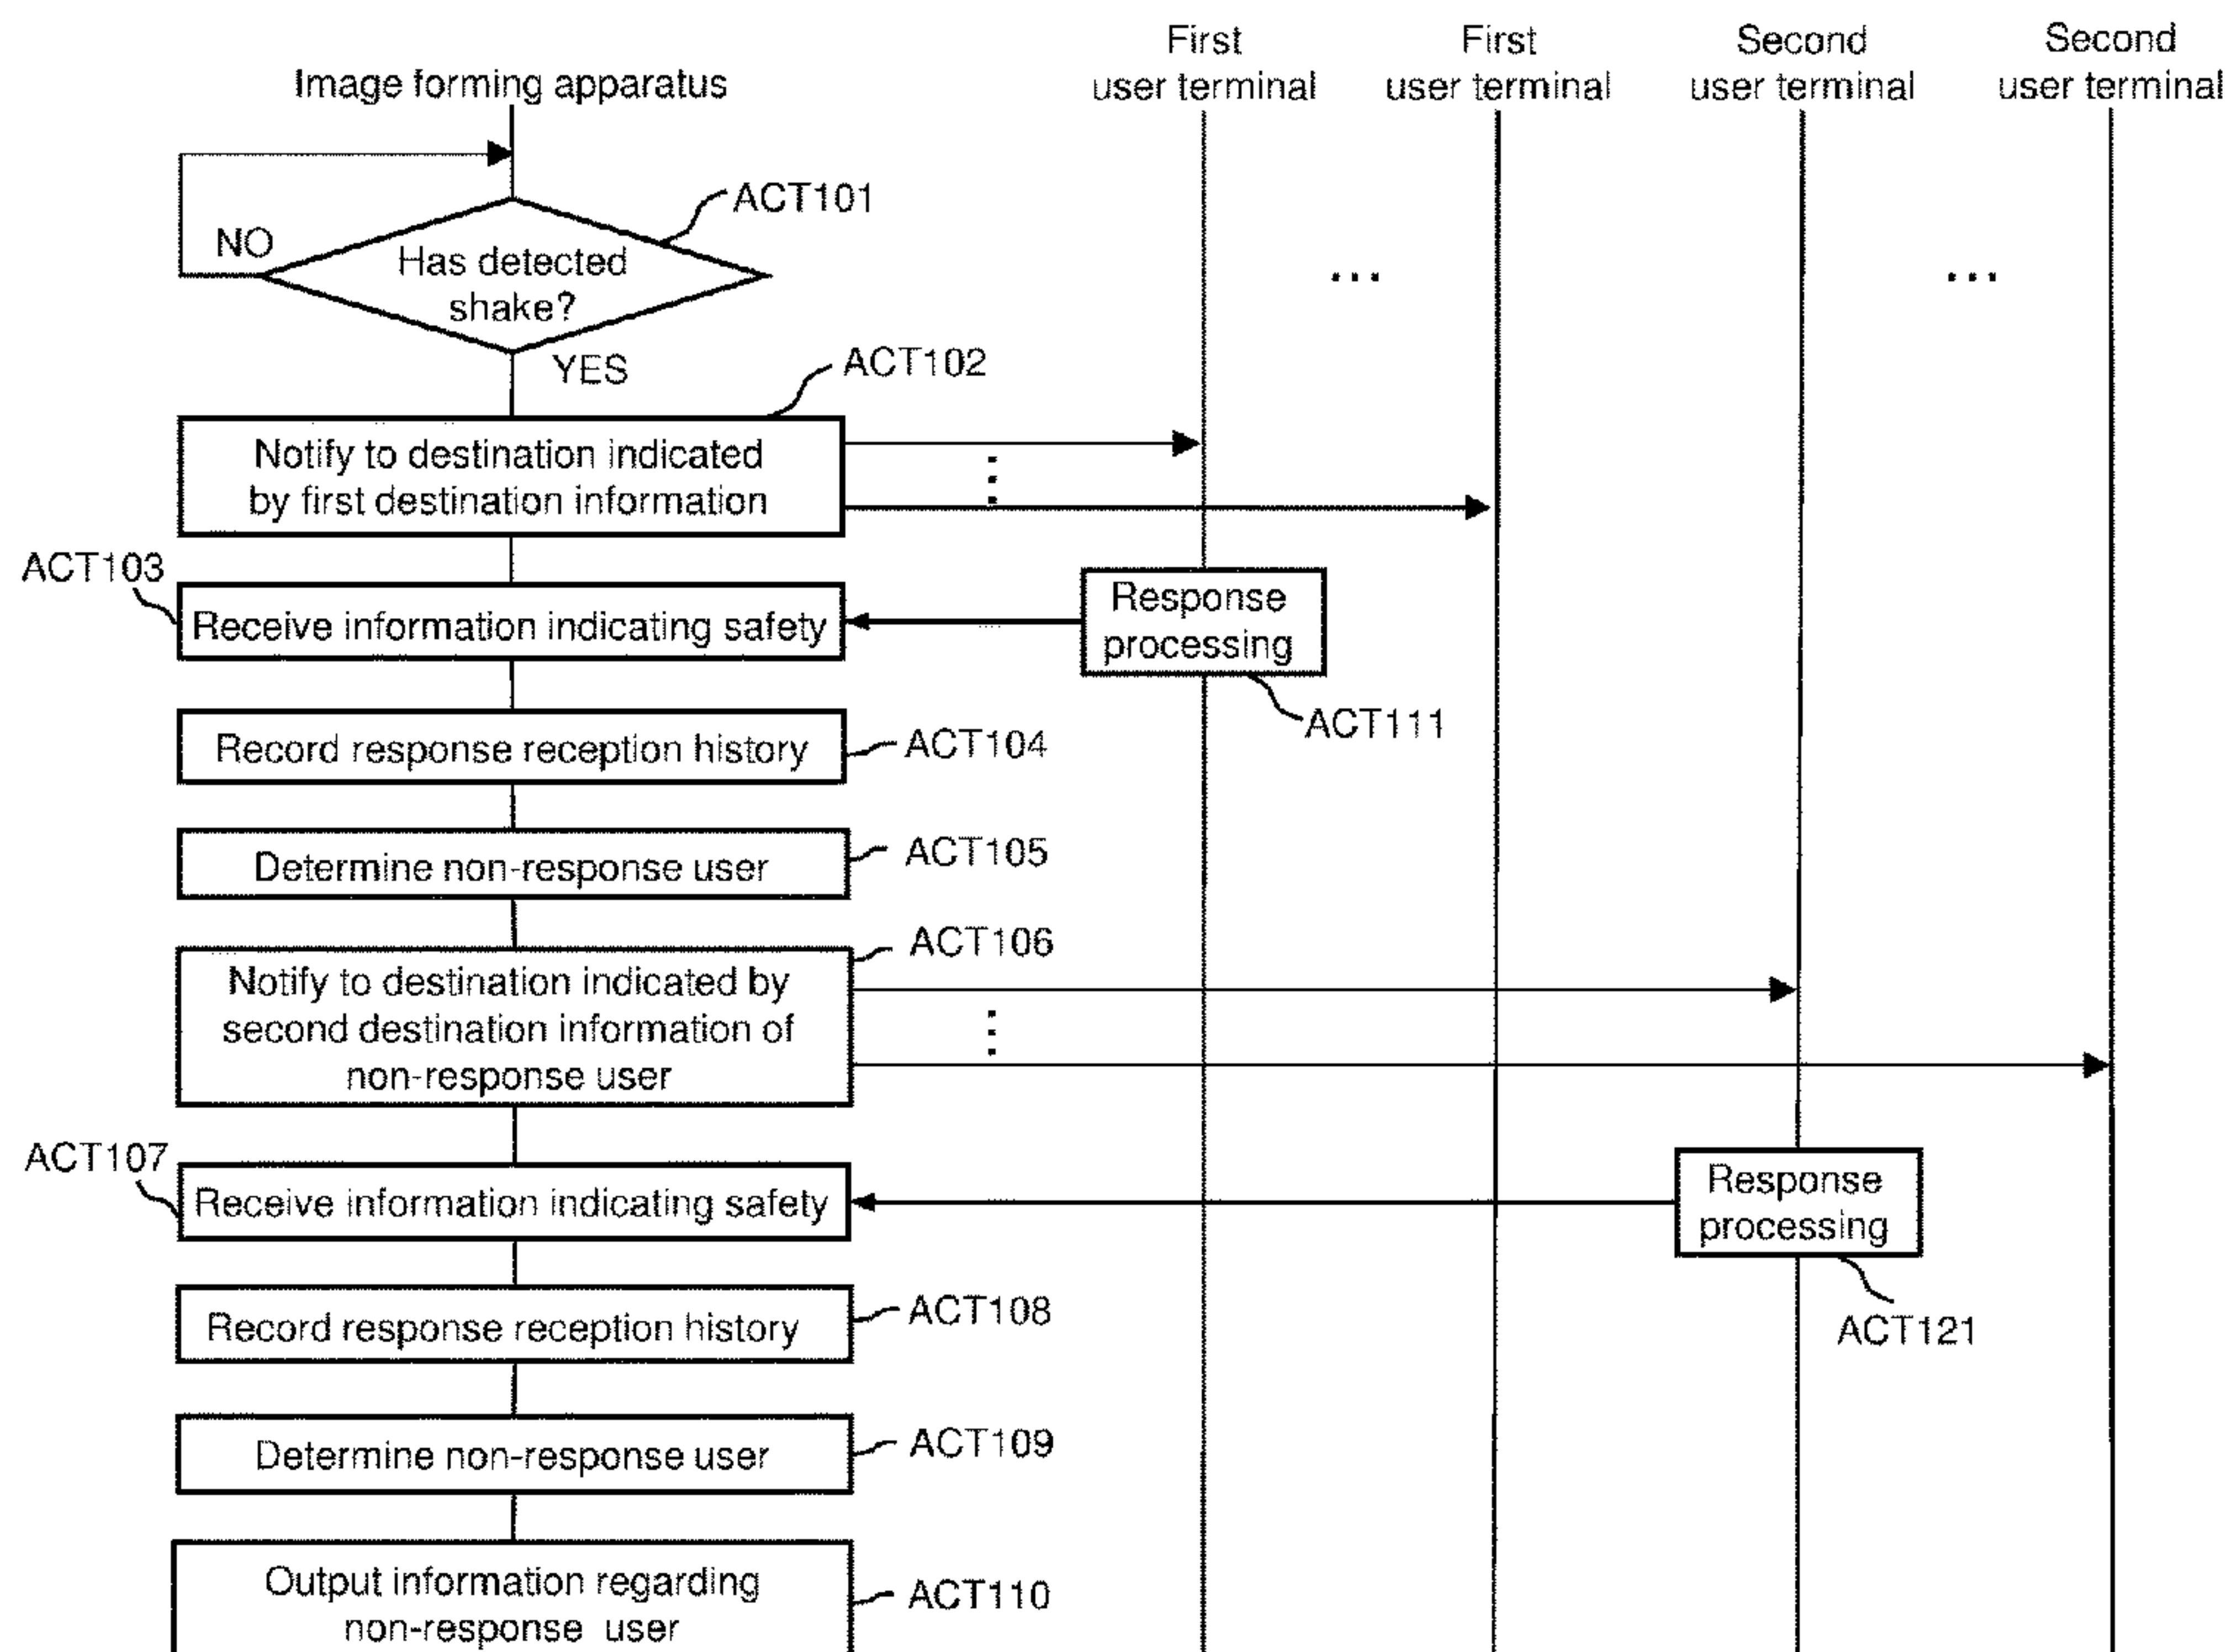 First
user terminal
First
user terminal
Second
user terminal
Second
user terminal
Image forming apparatus
ACT101
NO
Has detected
shake?
...
...
YES
ACT102
Notify to destination indicated
by first destination information
ACT103
Receive information indicating safety
Response
processing
ACT111
Record response reception history
ACT104
Determine non-response user
ACT105
ACT106
Notify to destination indicated by
second destination information of
non-response user
ACT107
Receive information indicating safety
Response
processing
ACT121
Record response reception history
ACT108
Determine non-response user
ACT109
Output information regarding
non-response user
ACT110